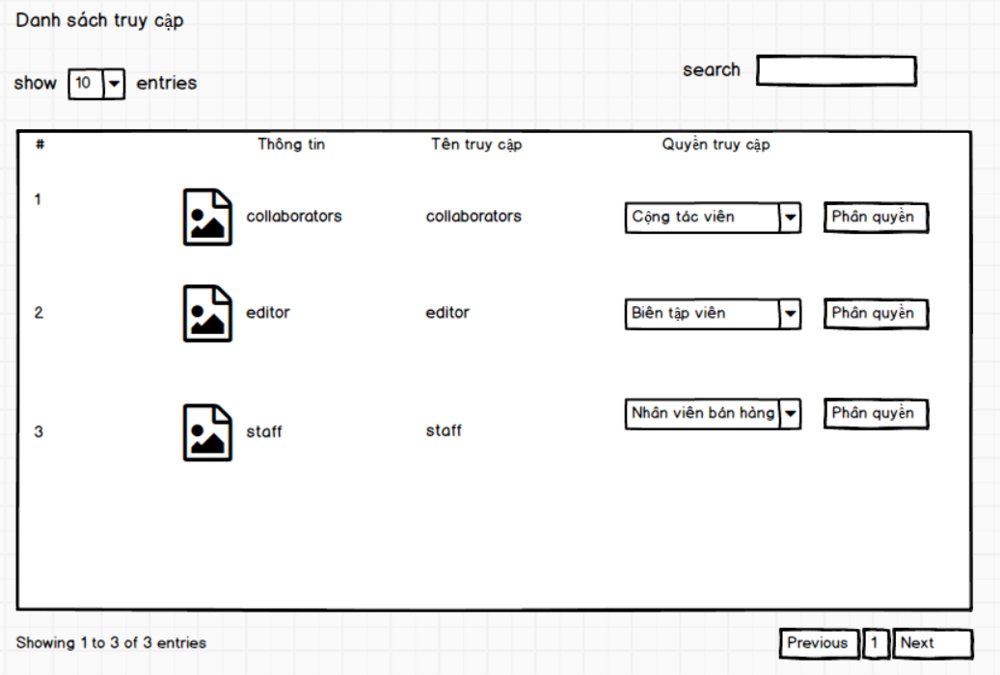 Danh sách truy cập
show 10 entries
search
# Thông tin Tên truy cập Quyền truy cập
1 collaborators collaborators Cộng tác viên Phân quyền
2 editor editor Biên tập viên Phân quyền
3 staff staff Nhân viên bán hàng Phân quyền
Showing 1 to 3 of 3 entries
Previous 1 Next